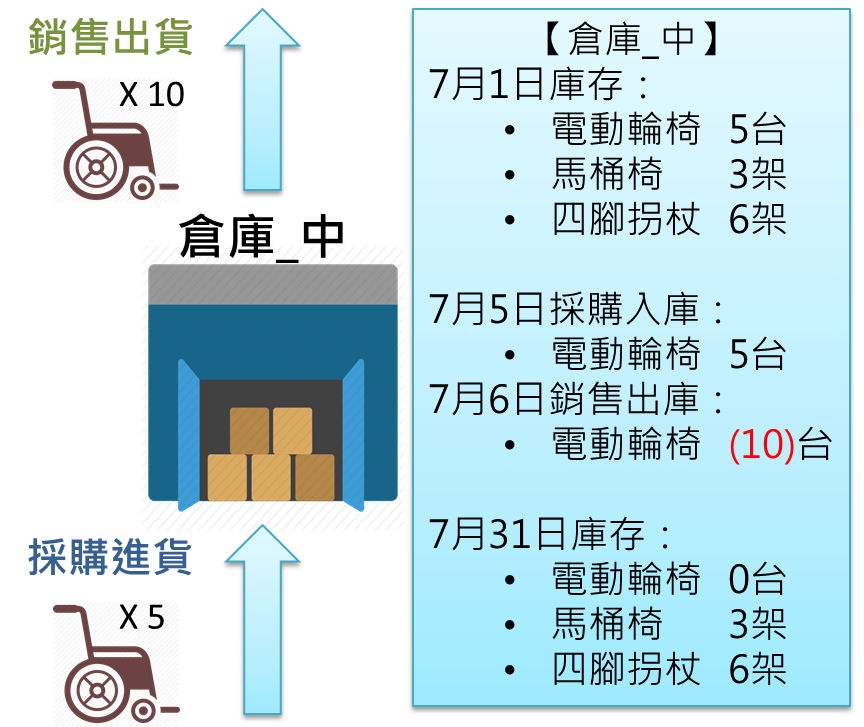 銷售出貨
X 10
倉庫_中
採購進貨
X 5
【倉庫_中】
7月1日庫存：
• 電動輪椅 5台
• 馬桶椅 3架
• 四腳拐杖 6架
7月5日採購入庫：
• 電動輪椅 5台
7月6日銷售出庫：
• 電動輪椅 (10)台
7月31日庫存：
• 電動輪椅 0台
• 馬桶椅 3架
• 四腳拐杖 6架